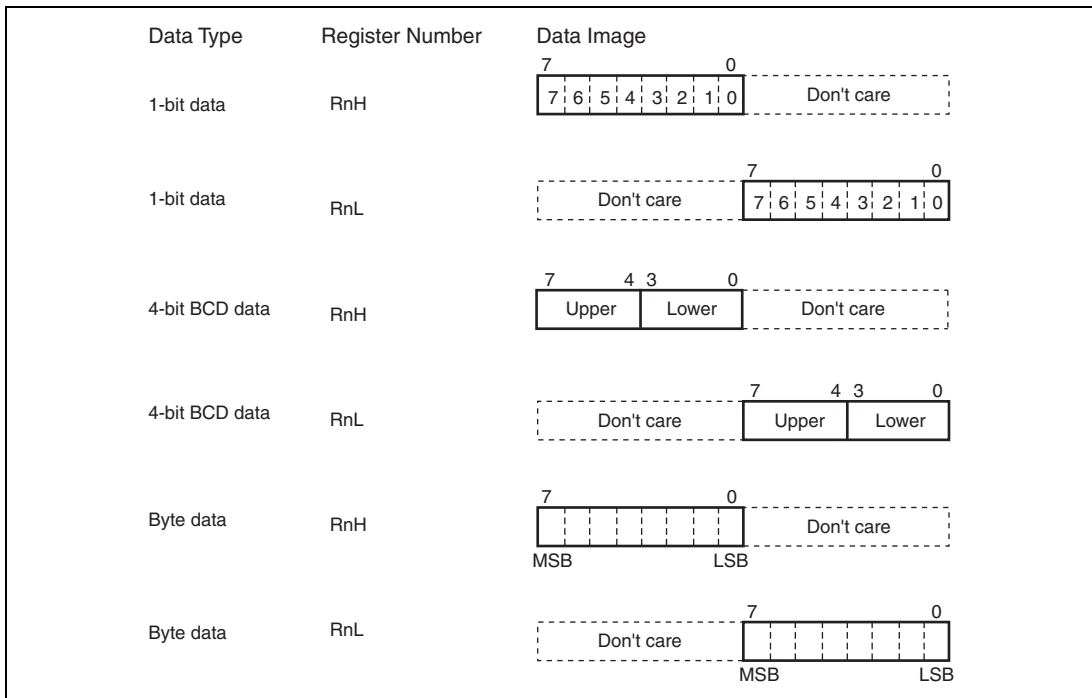 Data Type Register Number Data Image
7 0
1-bit data RnH 7 6 5 4 3 2 1 0 Don't care
7 0
1-bit data RnL Don't care 7 6 5 4 3 2 1 0
7 4 3 0
4-bit BCD data RnH Upper Lower Don't care
7 4 3 0
4-bit BCD data RnL Don't care Upper Lower
7 0
Byte data RnH Don't care
MSB LSB
7 0
Byte data RnL Don't care
MSB LSB